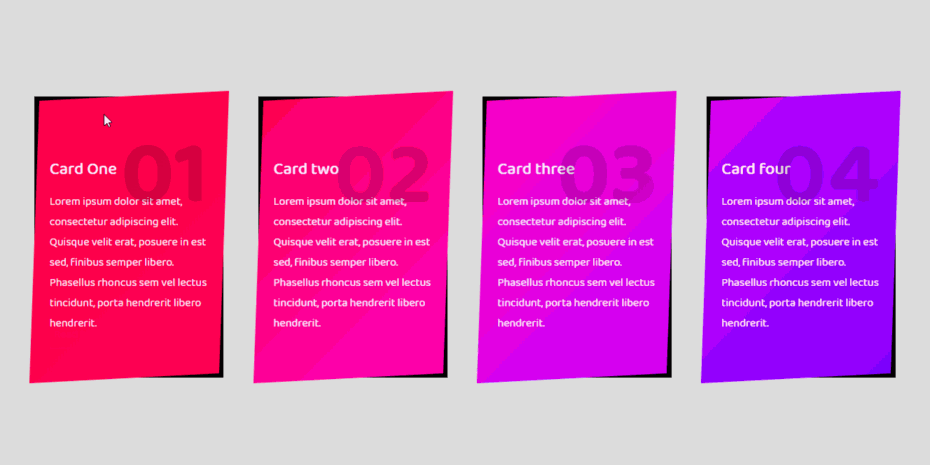 01
Card One
Lorem ipsum dolor sit amet,
consectetur adipiscing elit.
Quisque velit erat, posuere in est
sed, finibus semper libero.
Phasellus rhoncus sem vel lectus
tincidunt, porta hendrerit libero
hendrerit.
02
Card two
Lorem ipsum dolor sit amet,
consectetur adipiscing elit.
Quisque velit erat, posuere in est
sed, finibus semper libero.
Phasellus rhoncus sem vel lectus
tincidunt, porta hendrerit libero
hendrerit.
03
Card three
Lorem ipsum dolor sit amet,
consectetur adipiscing elit.
Quisque velit erat, posuere in est
sed, finibus semper libero.
Phasellus rhoncus sem vel lectus
tincidunt, porta hendrerit libero
hendrerit.
04
Card four
Lorem ipsum dolor sit amet,
consectetur adipiscing elit.
Quisque velit erat, posuere in est
sed, finibus semper libero.
Phasellus rhoncus sem vel lectus
tincidunt, porta hendrerit libero
hendrerit.